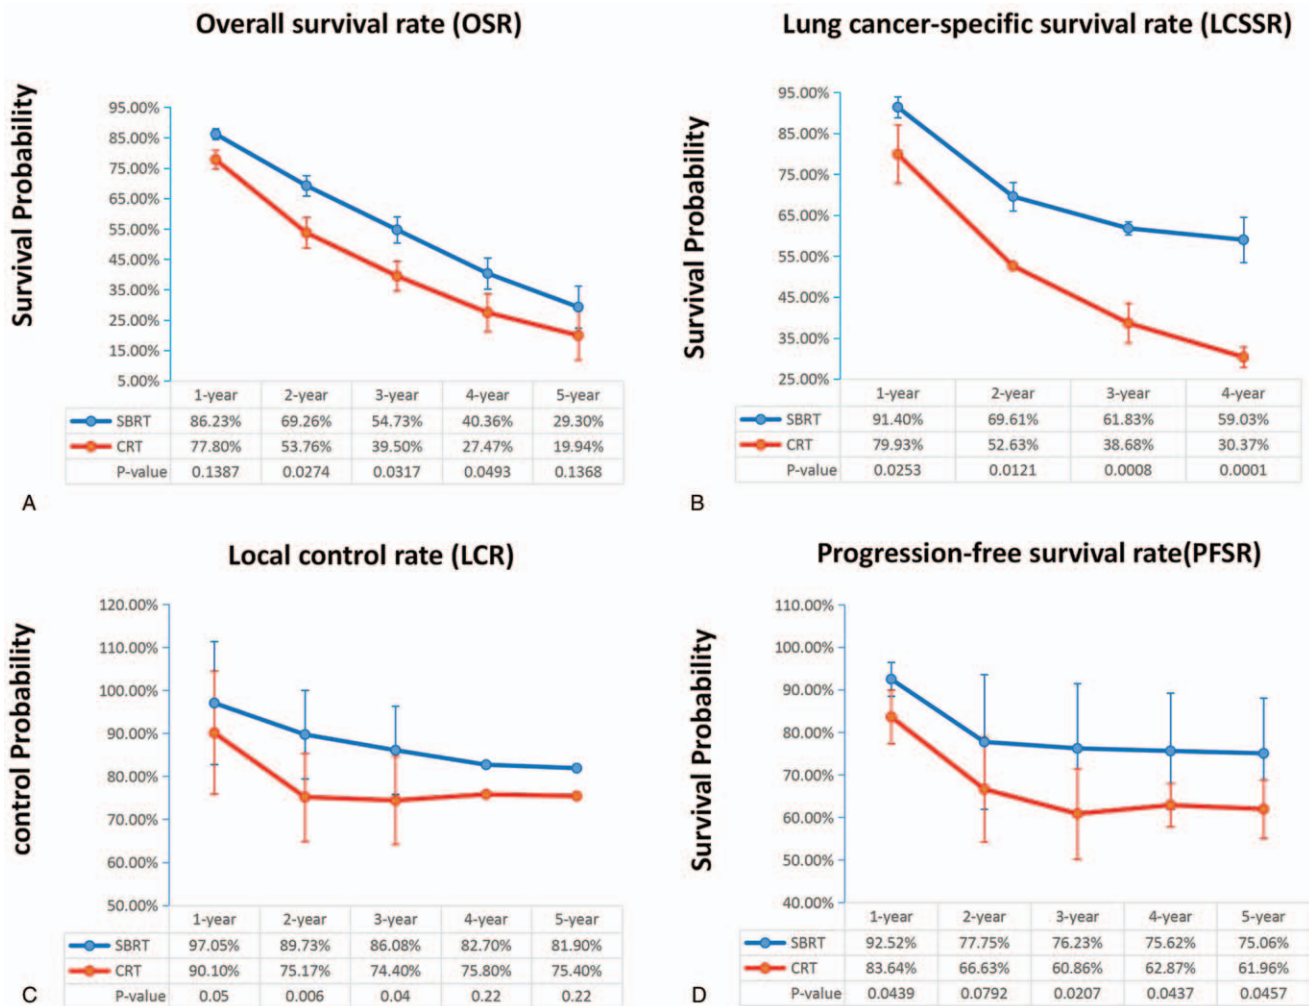 Overall survival rate (OSR)
Survival Probability
95.00%
85.00%
75.00%
65.00%
55.00%
45.00%
35.00%
25.00%
15.00%
5.00%
1-year 2-year 3-year 4-year 5-year
SBRT 86.23% 69.26% 54.73% 40.36% 29.30%
CRT 77.80% 53.76% 39.50% 27.47% 19.94%
P-value 0.1387 0.0274 0.0317 0.0493 0.1368
A
Lung cancer-specific survival rate (LCSSR)
Survival Probability
95.00%
85.00%
75.00%
65.00%
55.00%
45.00%
35.00%
25.00%
1-year 2-year 3-year 4-year
SBRT 91.40% 69.61% 61.83% 59.03%
CRT 79.93% 52.63% 38.68% 30.37%
P-value 0.0253 0.0121 0.0008 0.0001
B
Local control rate (LCR)
control Probability
120.00%
110.00%
100.00%
90.00%
80.00%
70.00%
60.00%
50.00%
1-year 2-year 3-year 4-year 5-year
SBRT 97.05% 89.73% 86.08% 82.70% 81.90%
CRT 90.10% 75.17% 74.40% 75.80% 75.40%
P-value 0.05 0.006 0.04 0.22 0.22
C
Progression-free survival rate(PFSR)
Survival Probability
110.00%
100.00%
90.00%
80.00%
70.00%
60.00%
50.00%
40.00%
1-year 2-year 3-year 4-year 5-year
SBRT 92.52% 77.75% 76.23% 75.62% 75.06%
CRT 83.64% 66.63% 60.86% 62.87% 61.96%
P-value 0.0439 0.0792 0.0207 0.0437 0.0457
D